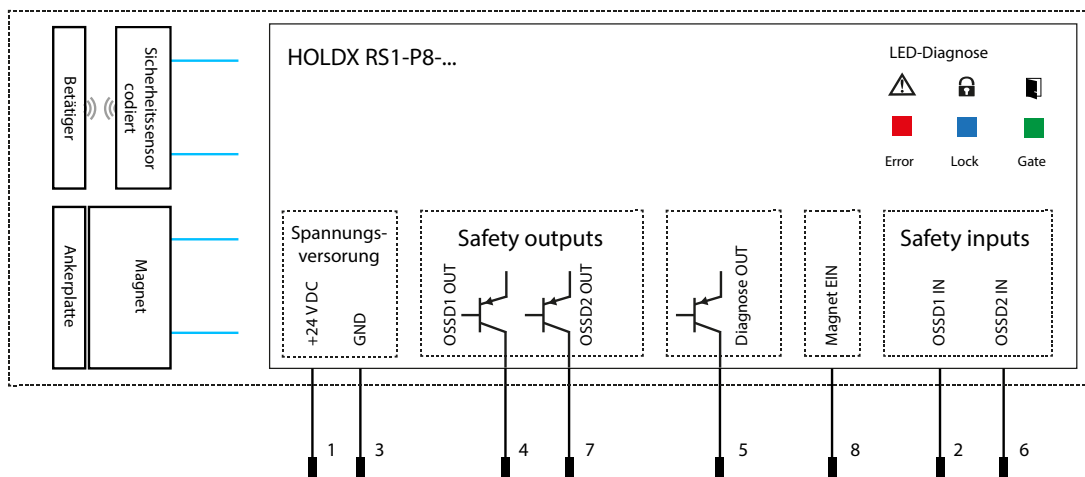 HOLDX RS1-P8-...
LED-Diagnose
Error
Lock
Gate
Betätiger
Sicherheitssensor
codiert
Ankerplatte
Magnet
Spannungs-
versorung
+24 VDC
GND
Safety outputs
OSSD1 OUT
OSSD2 OUT
Diagnose OUT
Magnet EIN
Safety inputs
OSSD1 IN
OSSD2 IN
1
3
4
7
5
8
2
6